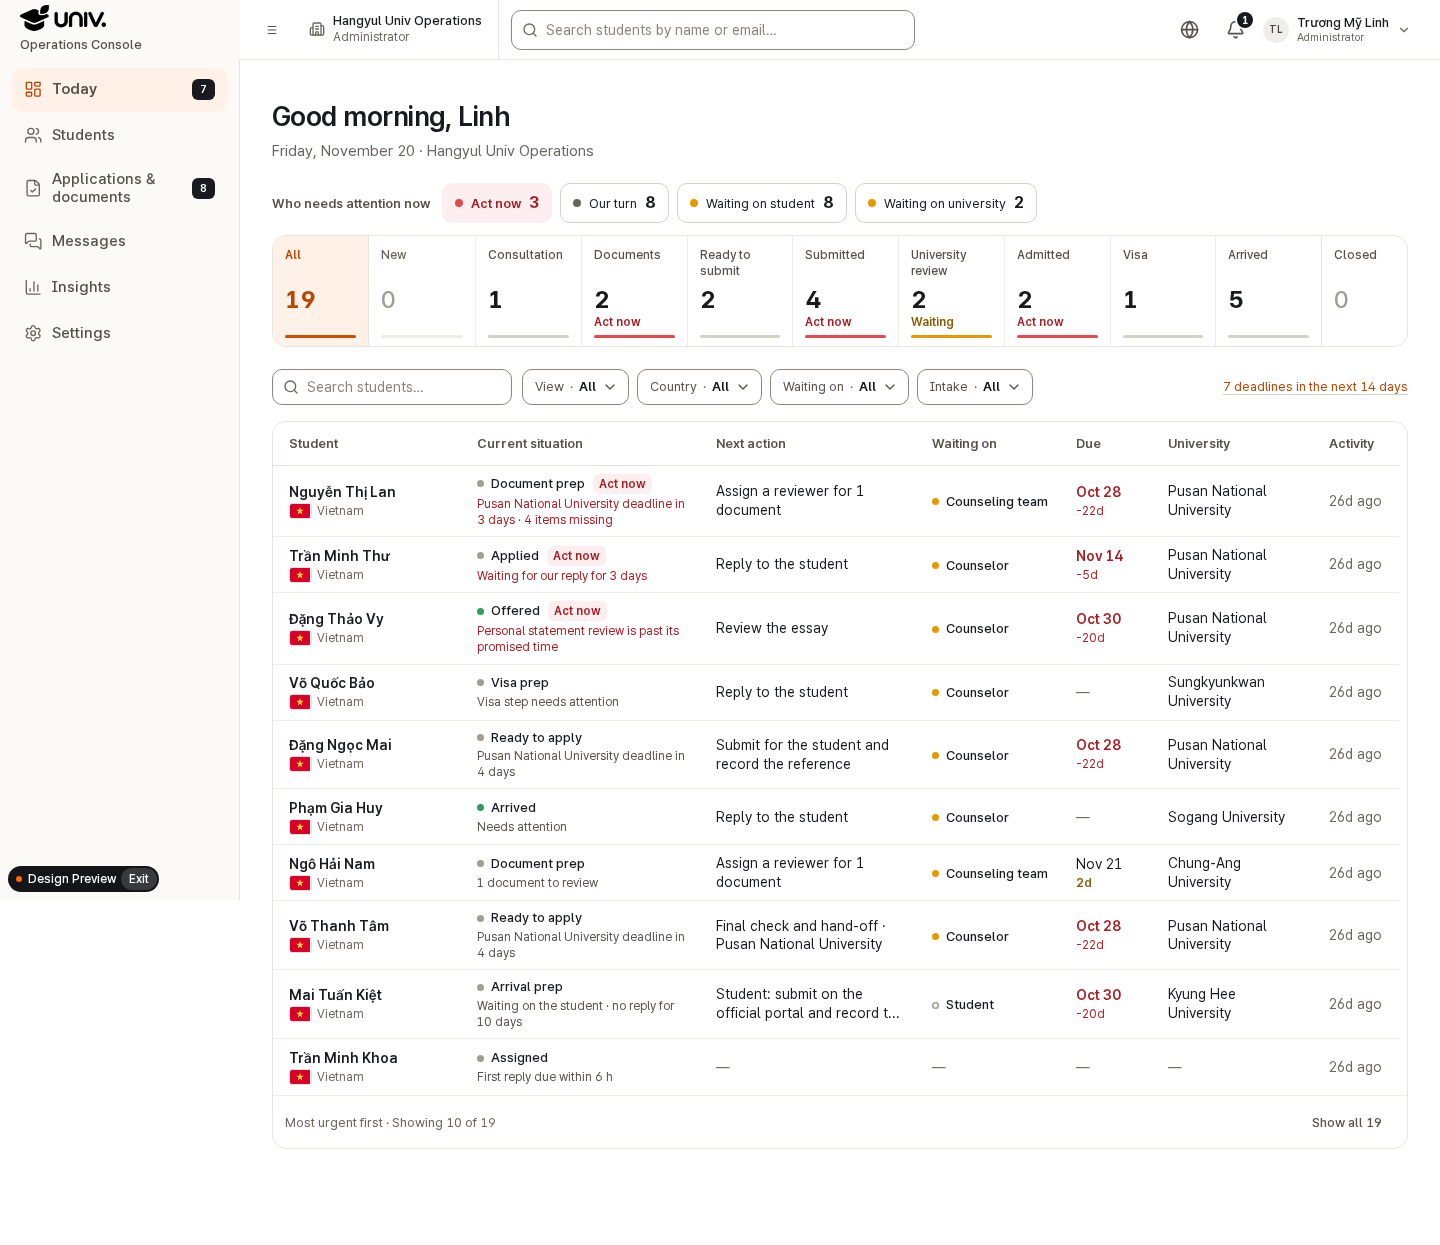 UNIV.
Operations Console
Today 7
Students
Applications &
documents 8
Messages
Insights
Settings
Design Preview Exit
Hangyul Univ Operations
Administrator
Search students by name or email...
1
TL
Trương Mỹ Linh
Administrator
Good morning, Linh
Friday, November 20 · Hangyul Univ Operations
Who needs attention now
Act now 3
Our turn 8
Waiting on student 8
Waiting on university 2
All
19
New
0
Consultation
1
Documents
2
Act now
Ready to
submit
2
Submitted
4
Act now
University
review
2
Waiting
Admitted
2
Act now
Visa
1
Arrived
5
Closed
0
Search students...
View · All
Country · All
Waiting on · All
Intake · All
7 deadlines in the next 14 days
Student Current situation Next action Waiting on Due University Activity
Nguyễn Thị Lan
Vietnam
Document prep Act now
Pusan National University deadline in
3 days · 4 items missing
Assign a reviewer for 1
document
Counseling team
Oct 28
-22d
Pusan National
University
26d ago
Trần Minh Thư
Vietnam
Applied Act now
Waiting for our reply for 3 days
Reply to the student
Counselor
Nov 14
-5d
Pusan National
University
26d ago
Đặng Thảo Vy
Vietnam
Offered Act now
Personal statement review is past its
promised time
Review the essay
Counselor
Oct 30
-20d
Pusan National
University
26d ago
Võ Quốc Bảo
Vietnam
Visa prep
Visa step needs attention
Reply to the student
Counselor
—
Sungkyunkwan
University
26d ago
Đặng Ngọc Mai
Vietnam
Ready to apply
Pusan National University deadline in
4 days
Submit for the student and
record the reference
Counselor
Oct 28
-22d
Pusan National
University
26d ago
Phạm Gia Huy
Vietnam
Arrived
Needs attention
Reply to the student
Counselor
—
Sogang University
26d ago
Ngô Hải Nam
Vietnam
Document prep
1 document to review
Assign a reviewer for 1
document
Counseling team
Nov 21
2d
Chung-Ang
University
26d ago
Võ Thanh Tâm
Vietnam
Ready to apply
Pusan National University deadline in
4 days
Final check and hand-off ·
Pusan National University
Counselor
Oct 28
-22d
Pusan National
University
26d ago
Mai Tuấn Kiệt
Vietnam
Arrival prep
Waiting on the student · no reply for
10 days
Student: submit on the
official portal and record t...
Student
Oct 30
-20d
Kyung Hee
University
26d ago
Trần Minh Khoa
Vietnam
Assigned
First reply due within 6 h
—
—
—
—
26d ago
Most urgent first · Showing 10 of 19
Show all 19